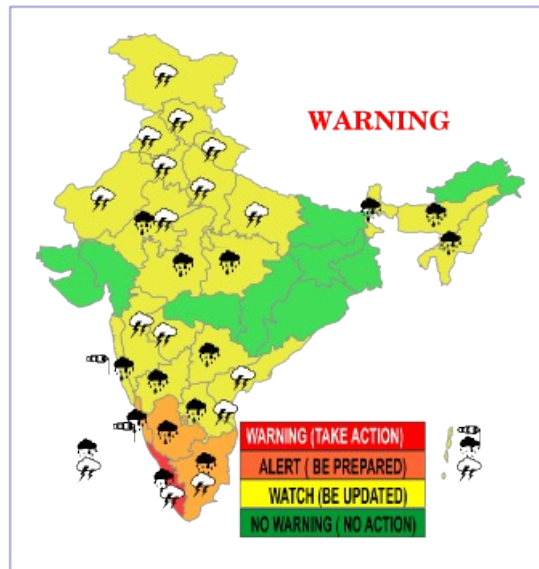 WARNING
WARNING (TAKE ACTION)
ALERT ( BE PREPARED)
WATCH (BE UPDATED)
NO WARNING ( NO ACTION)